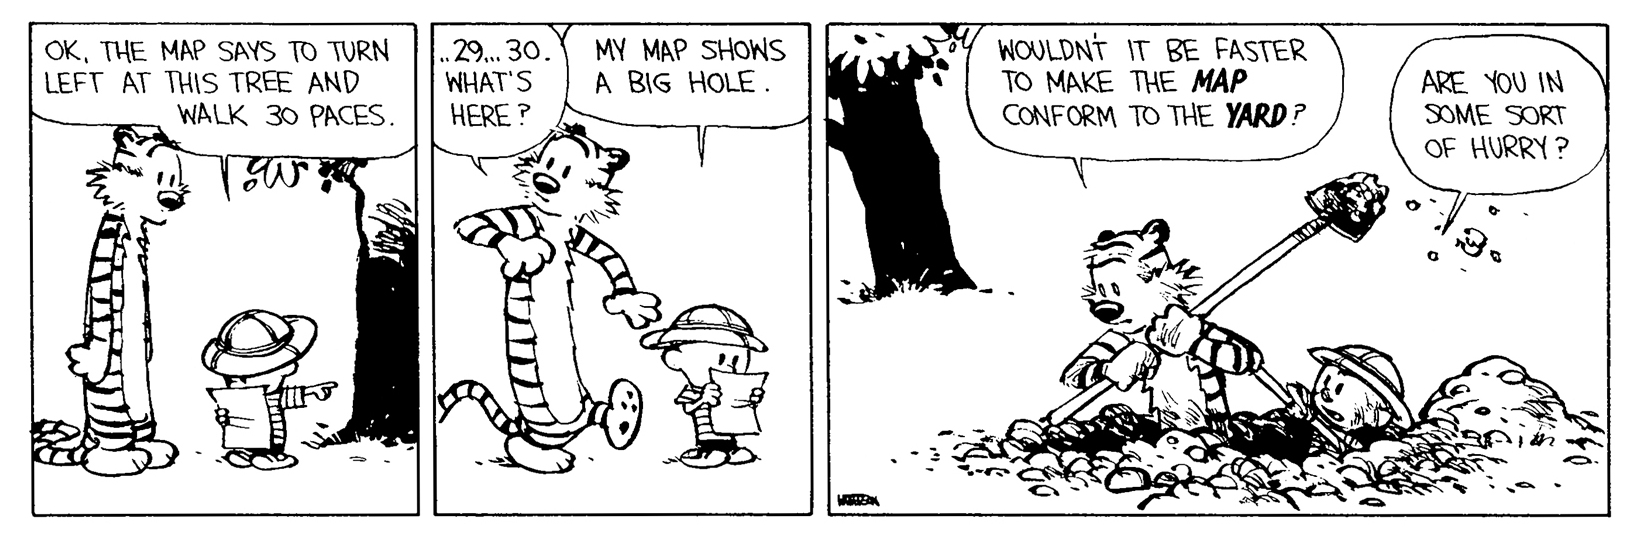 OK, THE MAP SAYS TO TURN
LEFT AT THIS TREE AND
WALK 30 PACES.
..29...30.
WHAT'S
HERE?
MY MAP SHOWS
A BIG HOLE.
WOULDN'T IT BE FASTER
TO MAKE THE MAP
CONFORM TO THE YARD?
ARE YOU IN
SOME SORT
OF HURRY?
WATTERSON